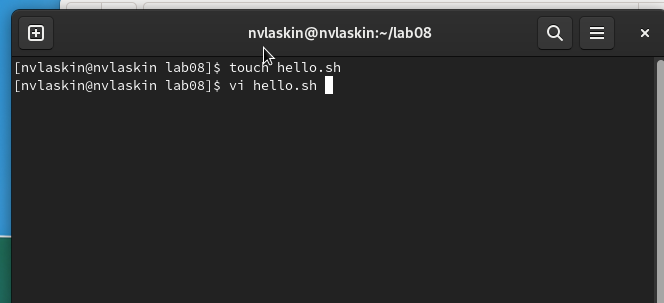 nvlaskin@nvlaskin:~/lab08
[nvlaskin@nvlaskin lab08]$ touch hello.sh
[nvlaskin@nvlaskin lab08]$ vi hello.sh